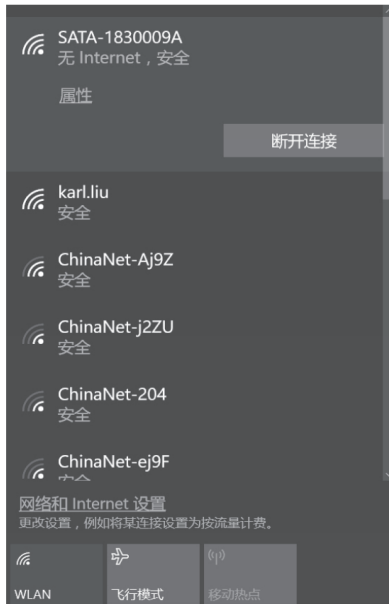 SATA-1830009A
无 Internet，安全
属性
断开连接
karl.liu
安全
ChinaNet-Aj9Z
安全
ChinaNet-j2ZU
安全
ChinaNet-204
安全
ChinaNet-ej9F
网络和 Internet 设置
更改设置，例如将某连接设置为按流量计费。
WLAN
飞行模式
移动热点